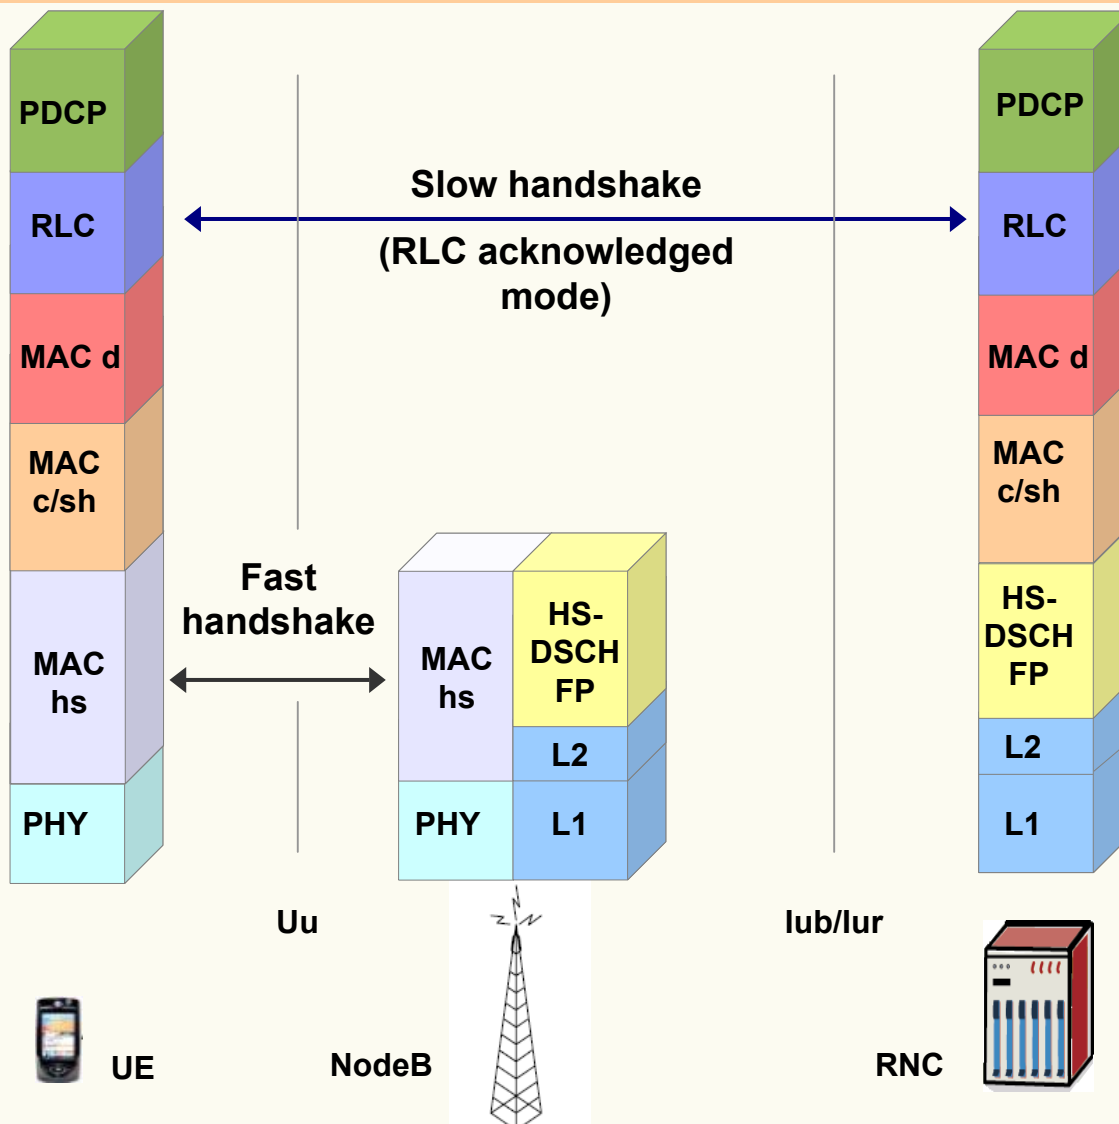 PDCP
RLC
MAC d
MAC
c/sh
MAC
hs
PHY
Slow handshake
(RLC acknowledged
mode)
Fast
handshake
MAC
hs
PHY
HS-
DSCH
FP
L2
L1
PDCP
RLC
MAC d
MAC
c/sh
HS-
DSCH
FP
L2
L1
Uu
Iub/Iur
UE
NodeB
RNC